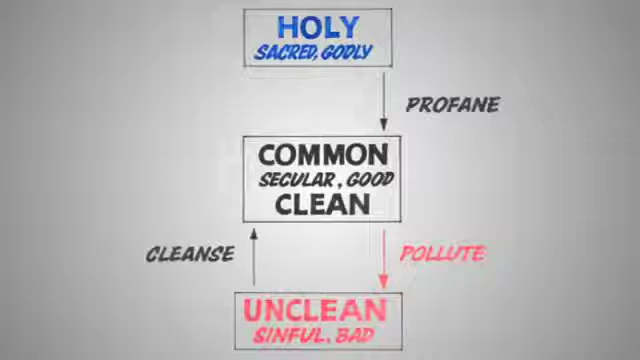 HOLY
SACRED, GODLY
PROFANE
COMMON
SECULAR, GOOD
CLEAN
CLEANSE
POLLUTE
UNCLEAN
SINFUL, BAD